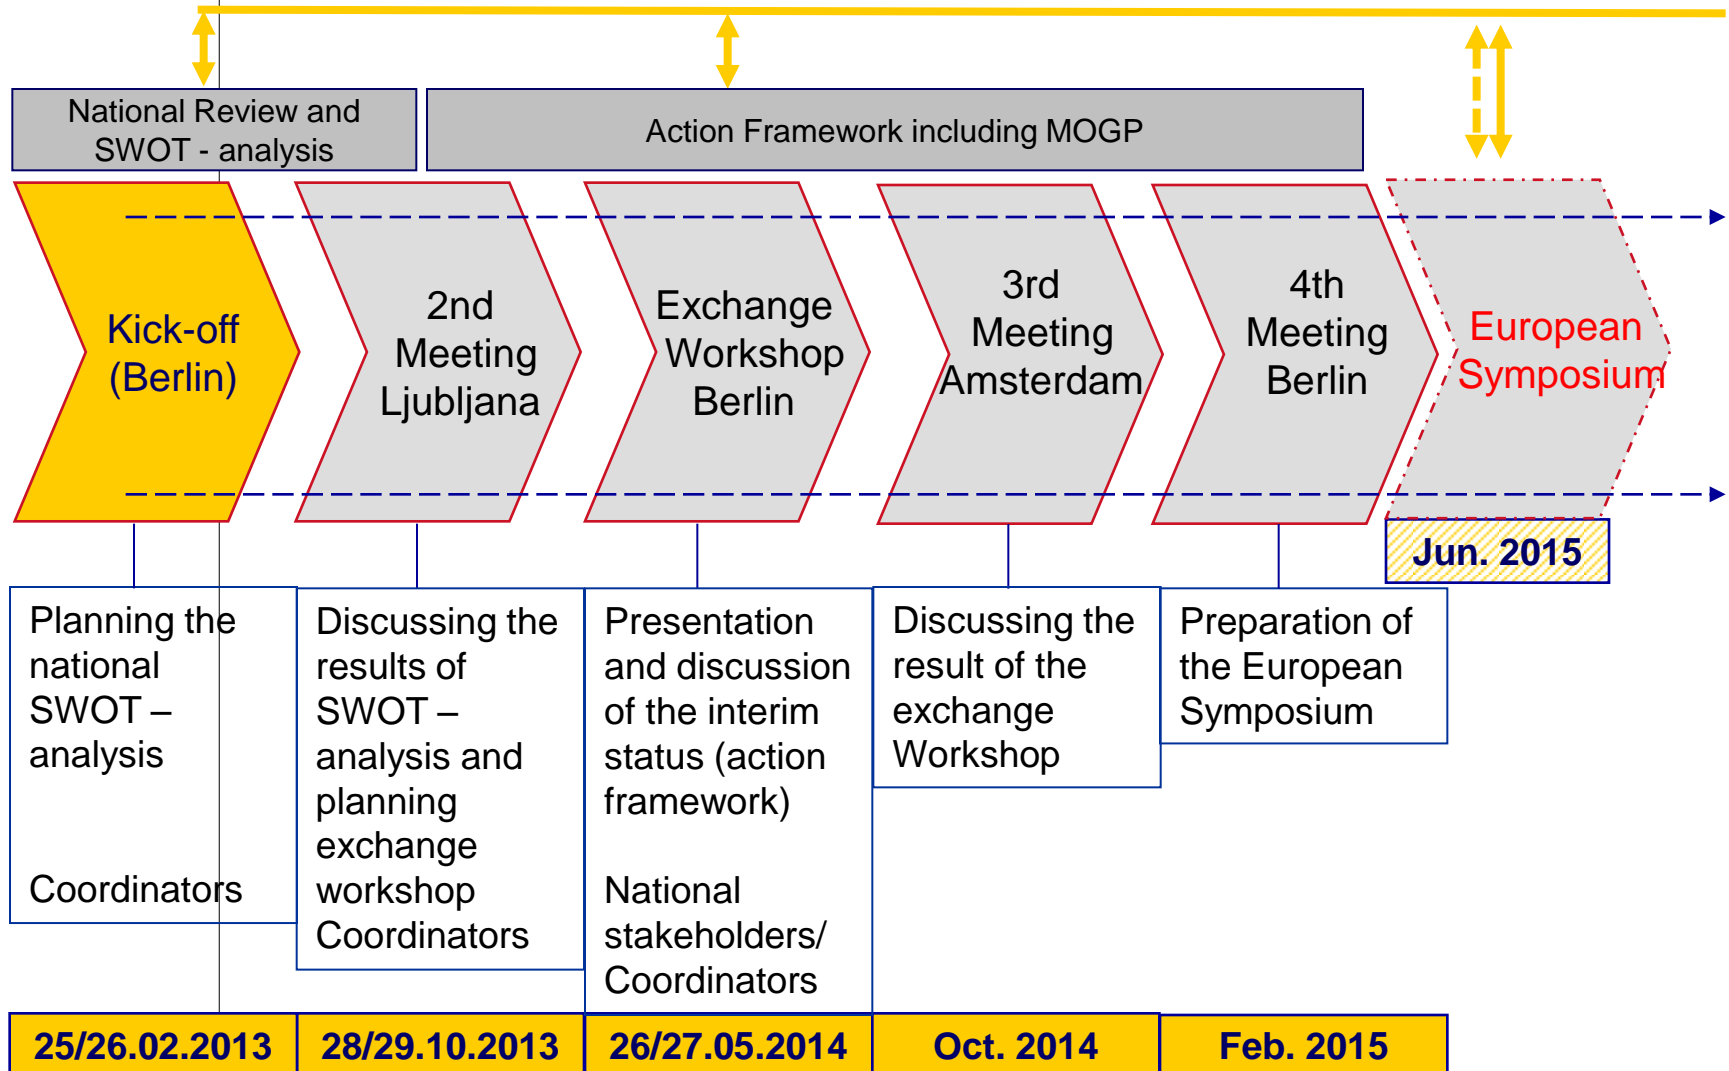 National Review and
SWOT - analysis
Action Framework including MOGP
Kick-off
(Berlin)
2nd
Meeting
Ljubljana
Exchange
Workshop
Berlin
3rd
Meeting
Amsterdam
4th
Meeting
Berlin
European
Symposium
Jun. 2015
Planning the
national
SWOT –
analysis
Coordinators
Discussing the
results of
SWOT –
analysis and
planning
exchange
workshop
Coordinators
Presentation
and discussion
of the interim
status (action
framework)
National
stakeholders/
Coordinators
Discussing the
result of the
exchange
Workshop
Preparation of
the European
Symposium
25/26.02.2013
28/29.10.2013
26/27.05.2014
Oct. 2014
Feb. 2015